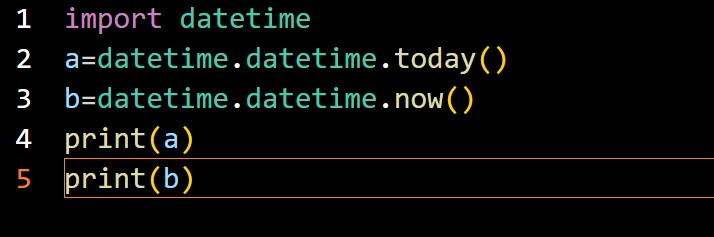 1 import datetime
2 a=datetime.datetime.today()
3 b=datetime.datetime.now()
4 print(a)
5 print(b)